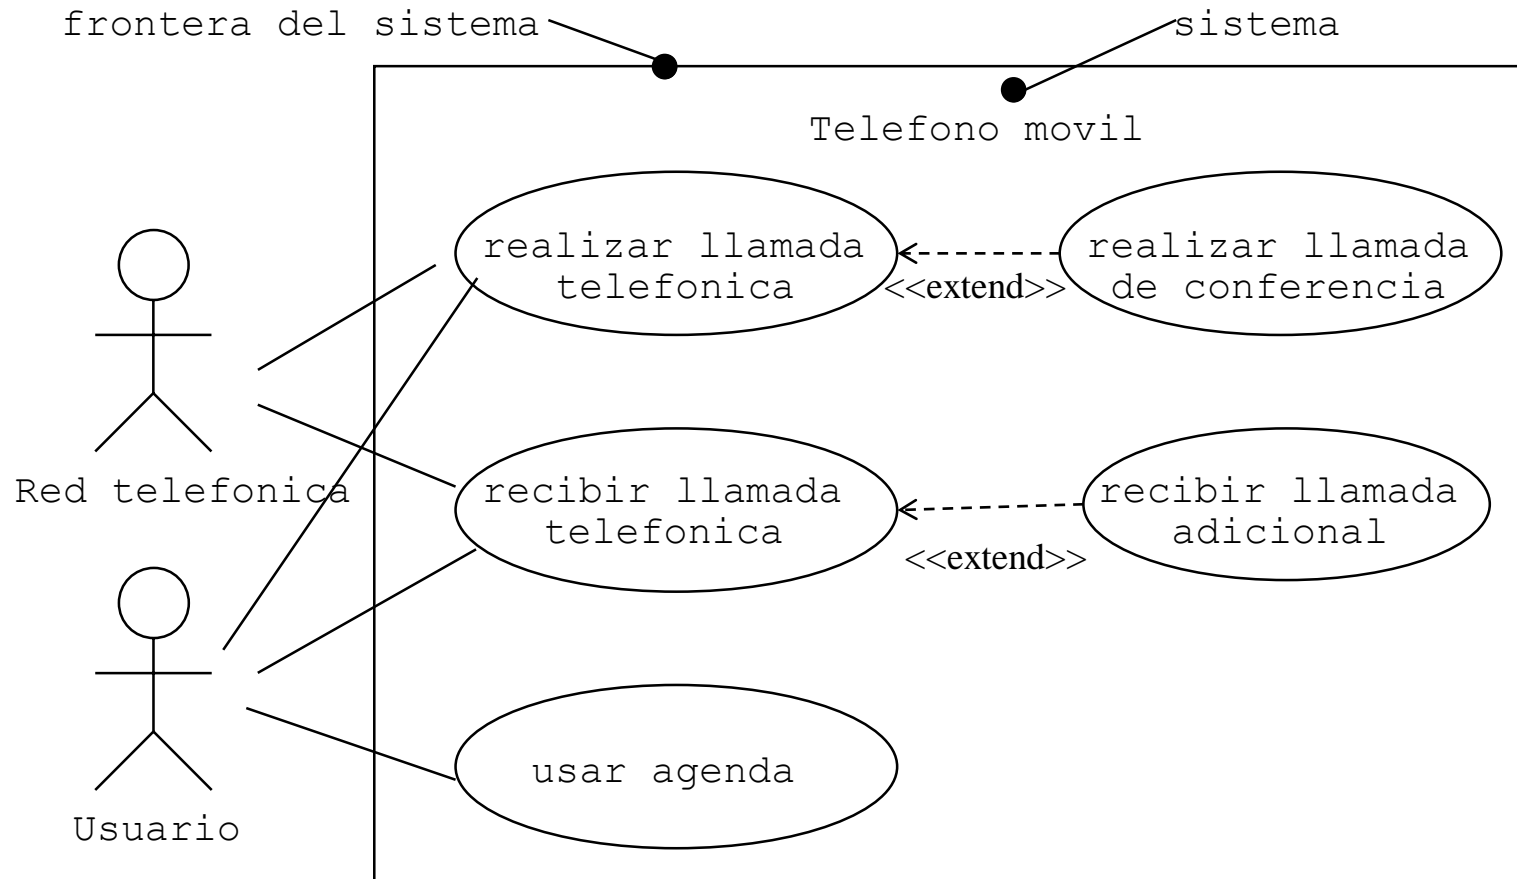 frontera del sistema
sistema
Telefono movil
realizar llamada
telefonica
<<extend>>
realizar llamada
de conferencia
Red telefonica
recibir llamada
telefonica
<<extend>>
recibir llamada
adicional
usar agenda
Usuario